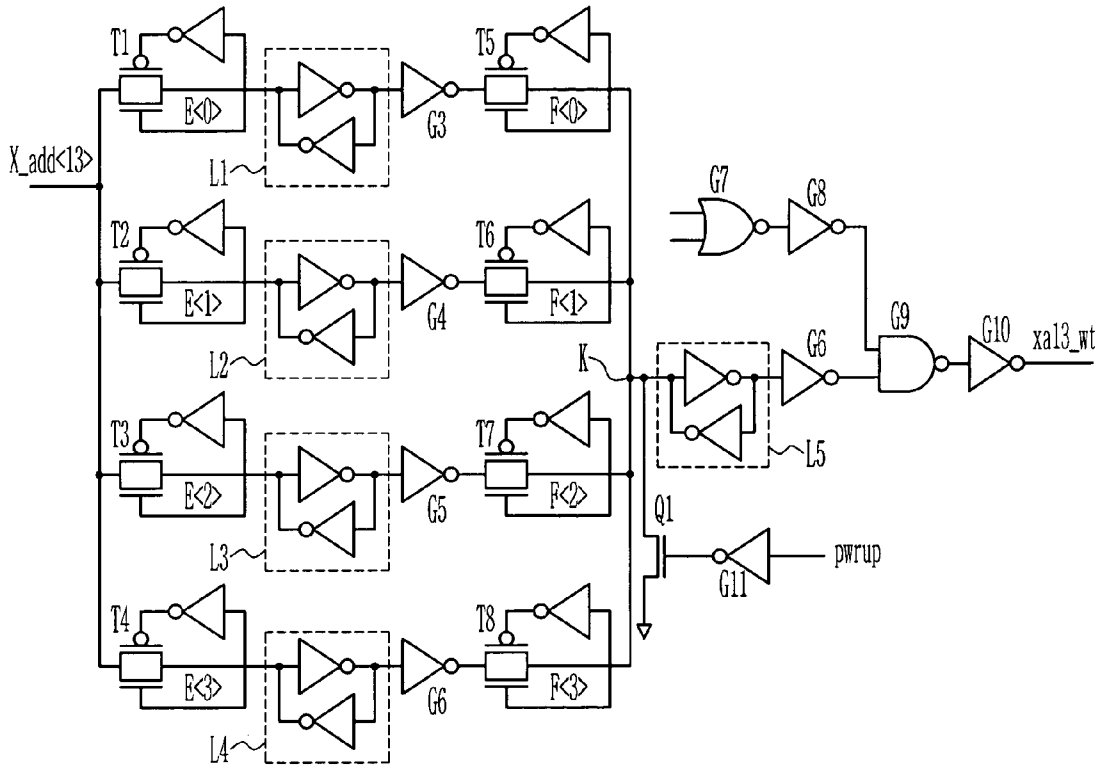 T1
E<0>
L1
G3
T5
F<0>
X_add<13>
T2
E<1>
L2
G4
T6
F<1>
G7
G8
G9
G10
xa13_wt
K
G6
L5
T3
E<2>
L3
G5
T7
F<2>
Q1
G11
pwrup
T4
E<3>
L4
G6
T8
F<3>